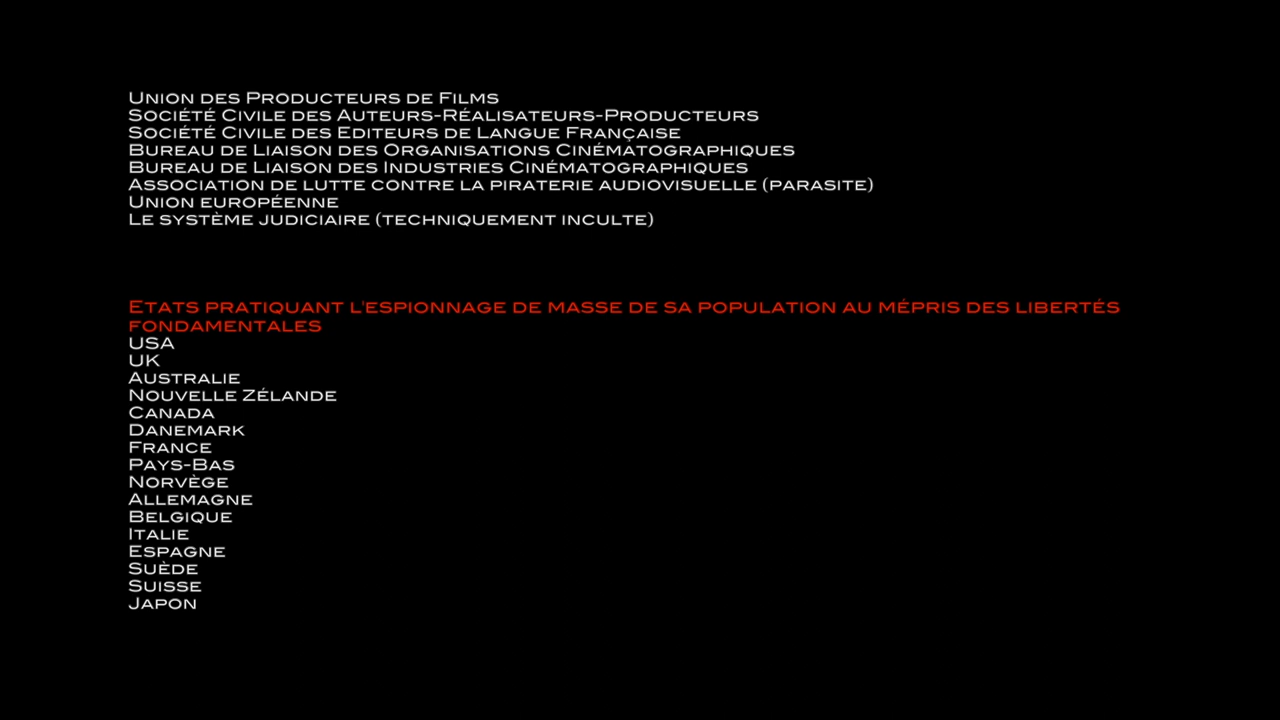 Union des Producteurs de Films
Société Civile des Auteurs-Réalisateurs-Producteurs
Société Civile des Editeurs de Langue Française
Bureau de Liaison des Organisations Cinématographiques
Bureau de Liaison des Industries Cinématographiques
Association de lutte contre la piraterie audiovisuelle (parasite)
Union européenne
Le système judiciaire (techniquement inculte)
Etats pratiquant l'espionnage de masse de sa population au mépris des libertés
fondamentales
USA
UK
Australie
Nouvelle Zélande
Canada
Danemark
France
Pays-Bas
Norvège
Allemagne
Belgique
Italie
Espagne
Suède
Suisse
Japon